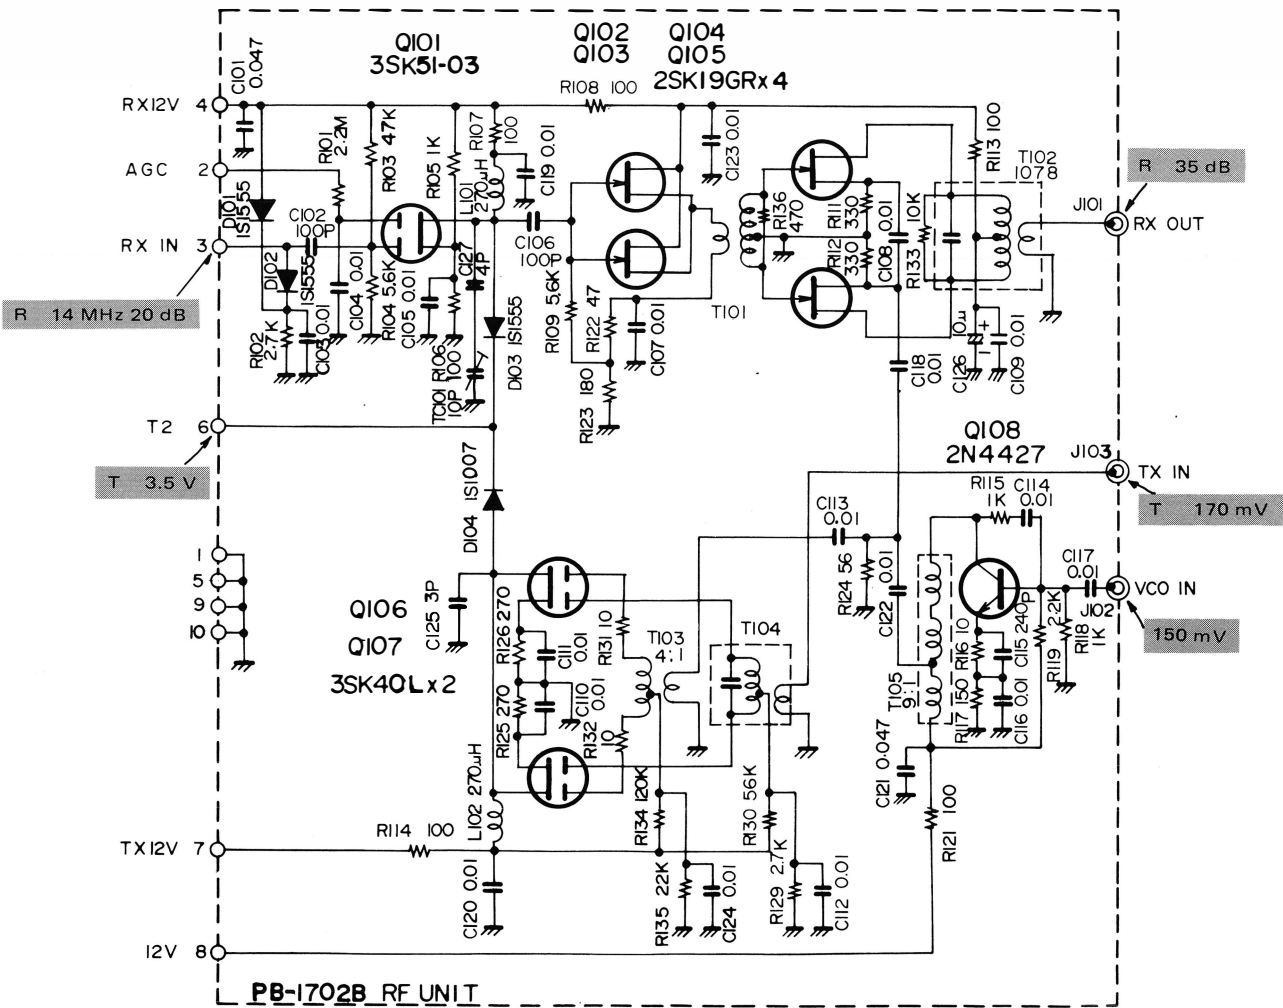 Q101
3SK51-03
Q102
Q103
Q104
Q105
2SK19GRx4
C101
0.047
R108 100
RX12V 4
AGC 2
RX IN 3
R101
2.2M
R103 47K
R105 1K
R107
100
L101
270μH
C119 0.01
C123 0.01
R113 100
T102
1078
R 35 dB
J101
RX OUT
D101
1S1555
C102
100P
D102
1S1555
C104 0.01
R104 5.6K
C105 0.01
C127
4P
C106
100P
R136
470
R111
330
R112
330
0.01
C108
10K
R133
R 14 MHz 20 dB
R102
2.7K
C103 0.01
R106
100
TC101
10P
D103 1S1555
R109 5.6K
R122 47
C107 0.01
T101
R123 180
C118
0.01
10μ
+
C126
C109 0.01
T2 6
T 3.5 V
D104 1S1007
Q108
2N4427
J103
TX IN
T 170 mV
R115
1K
C114
0.01
C113
0.01
R124 56
0.01
C122
C117
0.01
VCO IN
J102
150 mV
1
5
9
10
Q106
Q107
3SK40Lx2
C125 3P
R126 270
C111
0.01
R131 10
T103
4:1
T104
R125 270
C110
0.01
R132
10
T105
9:1
R116 10
C115 240P
R119 2.2K
R118
1K
R117 150
C116 0.01
C121 0.047
R121 100
L102 270μH
R134 120K
R130 56K
R114 100
TX12V 7
C120 0.01
R135 22K
C124 0.01
R129 2.7K
C112 0.01
12V 8
PB-1702B RF UNIT